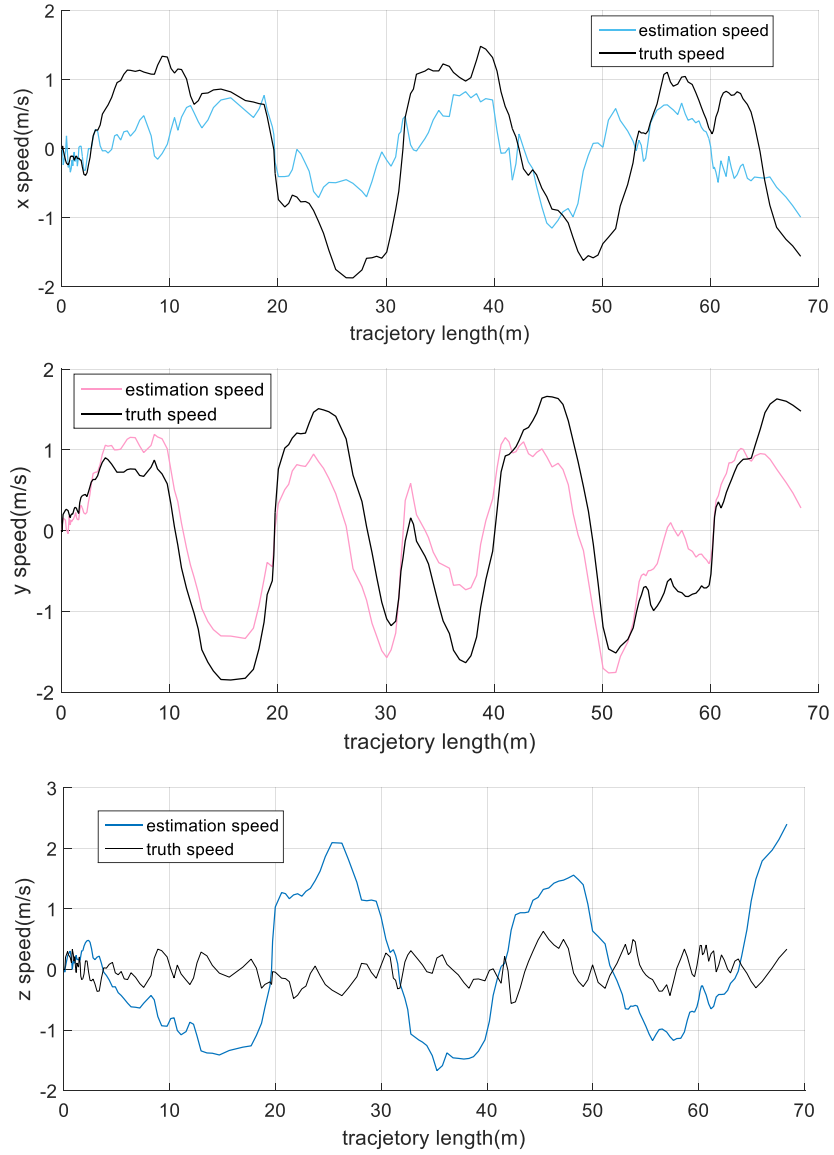 2
1
0
-1
-2
x speed(m/s)
estimation speed
truth speed
0 10 20 30 40 50 60 70
tracjetory length(m)
2
1
0
-1
-2
y speed(m/s)
estimation speed
truth speed
0 10 20 30 40 50 60 70
tracjetory length(m)
3
2
1
0
-1
-2
z speed(m/s)
estimation speed
truth speed
0 10 20 30 40 50 60 70
tracjetory length(m)